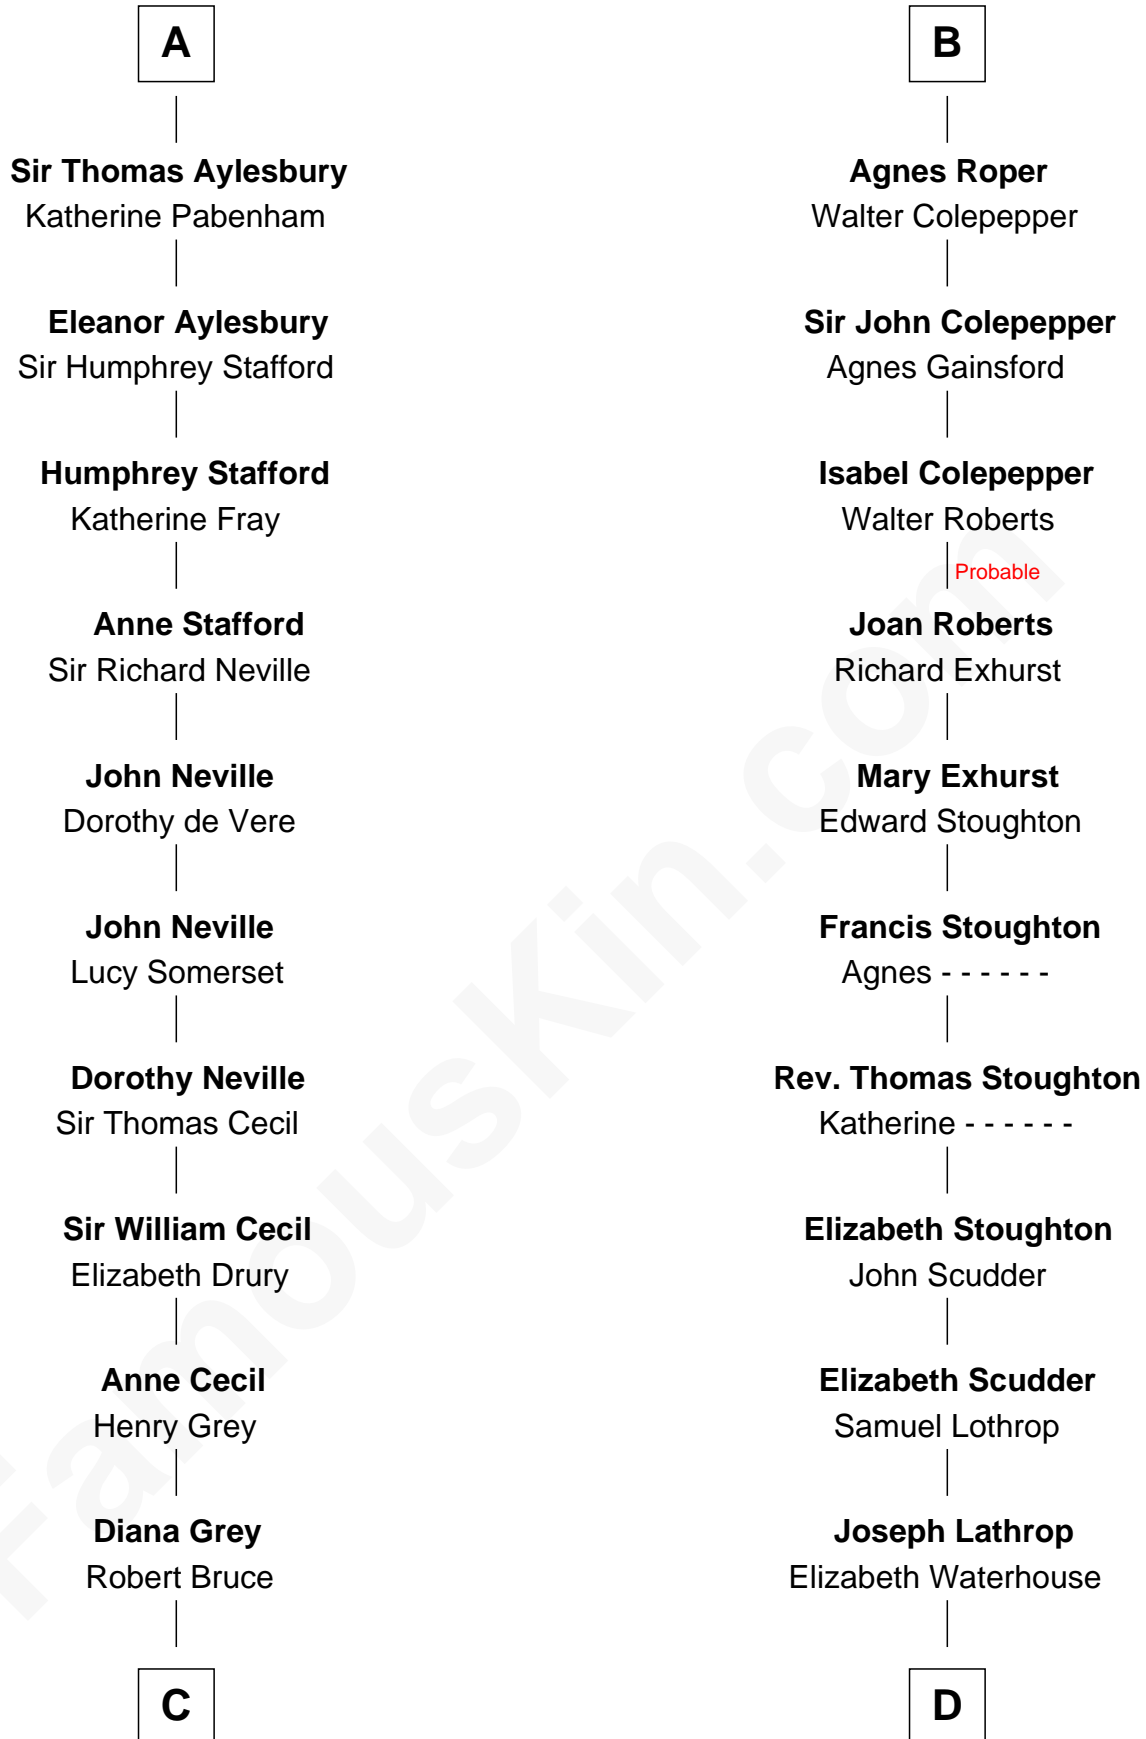 A
Sir Thomas Aylesbury
Katherine Pabenham
Eleanor Aylesbury
Sir Humphrey Stafford
Humphrey Stafford
Katherine Fray
Anne Stafford
Sir Richard Neville
John Neville
Dorothy de Vere
John Neville
Lucy Somerset
Dorothy Neville
Sir Thomas Cecil
Sir William Cecil
Elizabeth Drury
Anne Cecil
Henry Grey
Diana Grey
Robert Bruce
C
B
Agnes Roper
Walter Colepepper
Sir John Colepepper
Agnes Gainsford
Isabel Colepepper
Walter Roberts
Probable
Joan Roberts
Richard Exhurst
Mary Exhurst
Edward Stoughton
Francis Stoughton
Agnes - - - - - -
Rev. Thomas Stoughton
Katherine - - - - - -
Elizabeth Stoughton
John Scudder
Elizabeth Scudder
Samuel Lothrop
Joseph Lathrop
Elizabeth Waterhouse
D
FamousKin.com